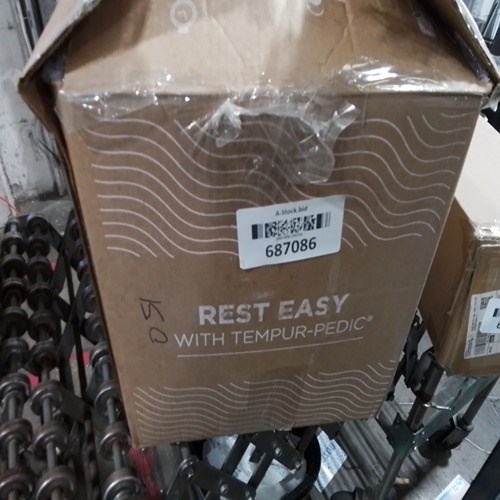 A-Stock.bid
687086
REST EASY
WITH TEMPUR-PEDIC®